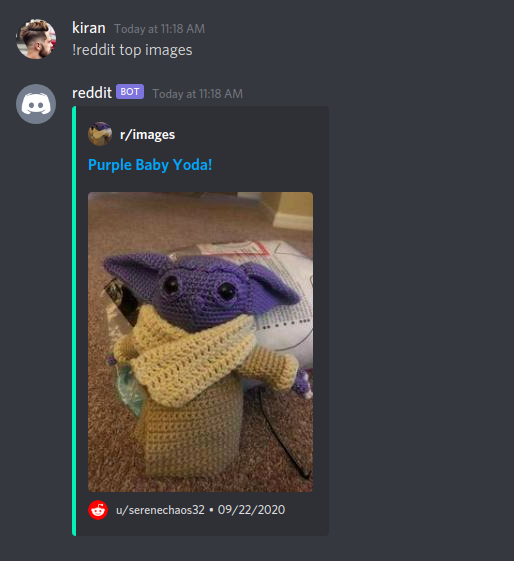 kiran Today at 11:18 AM
!reddit top images
reddit BOT Today at 11:18 AM
r/images
Purple Baby Yoda!
u/serenechaos32 • 09/22/2020